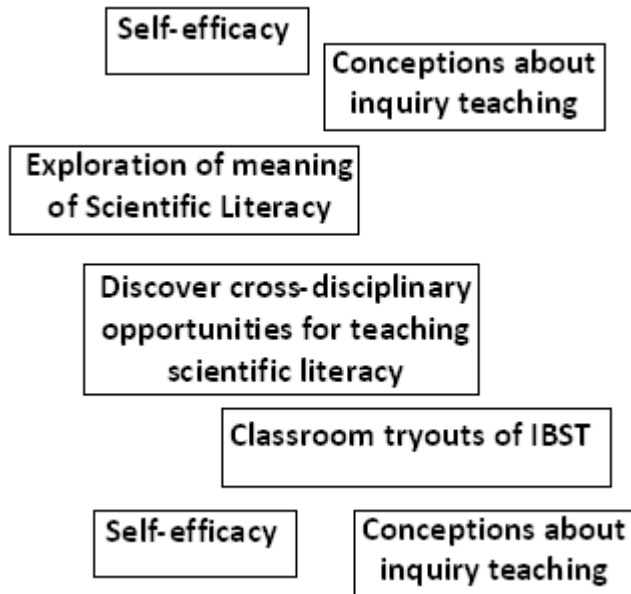 Self-efficacy
Conceptions about
inquiry teaching
Exploration of meaning
of Scientific Literacy
Discover cross-disciplinary
opportunities for teaching
scientific literacy
Classroom tryouts of IBST
Self-efficacy
Conceptions about
inquiry teaching